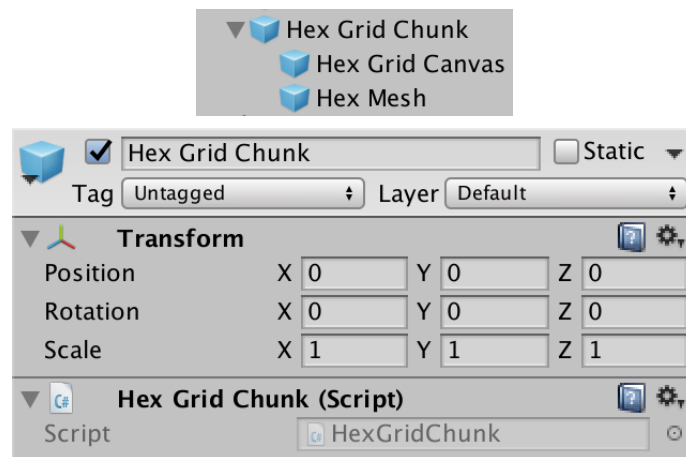 Hex Grid Chunk
Hex Grid Canvas
Hex Mesh
Hex Grid Chunk Static
Tag Untagged Layer Default
Transform
Position X 0 Y 0 Z 0
Rotation X 0 Y 0 Z 0
Scale X 1 Y 1 Z 1
C# Hex Grid Chunk (Script)
Script C# HexGridChunk